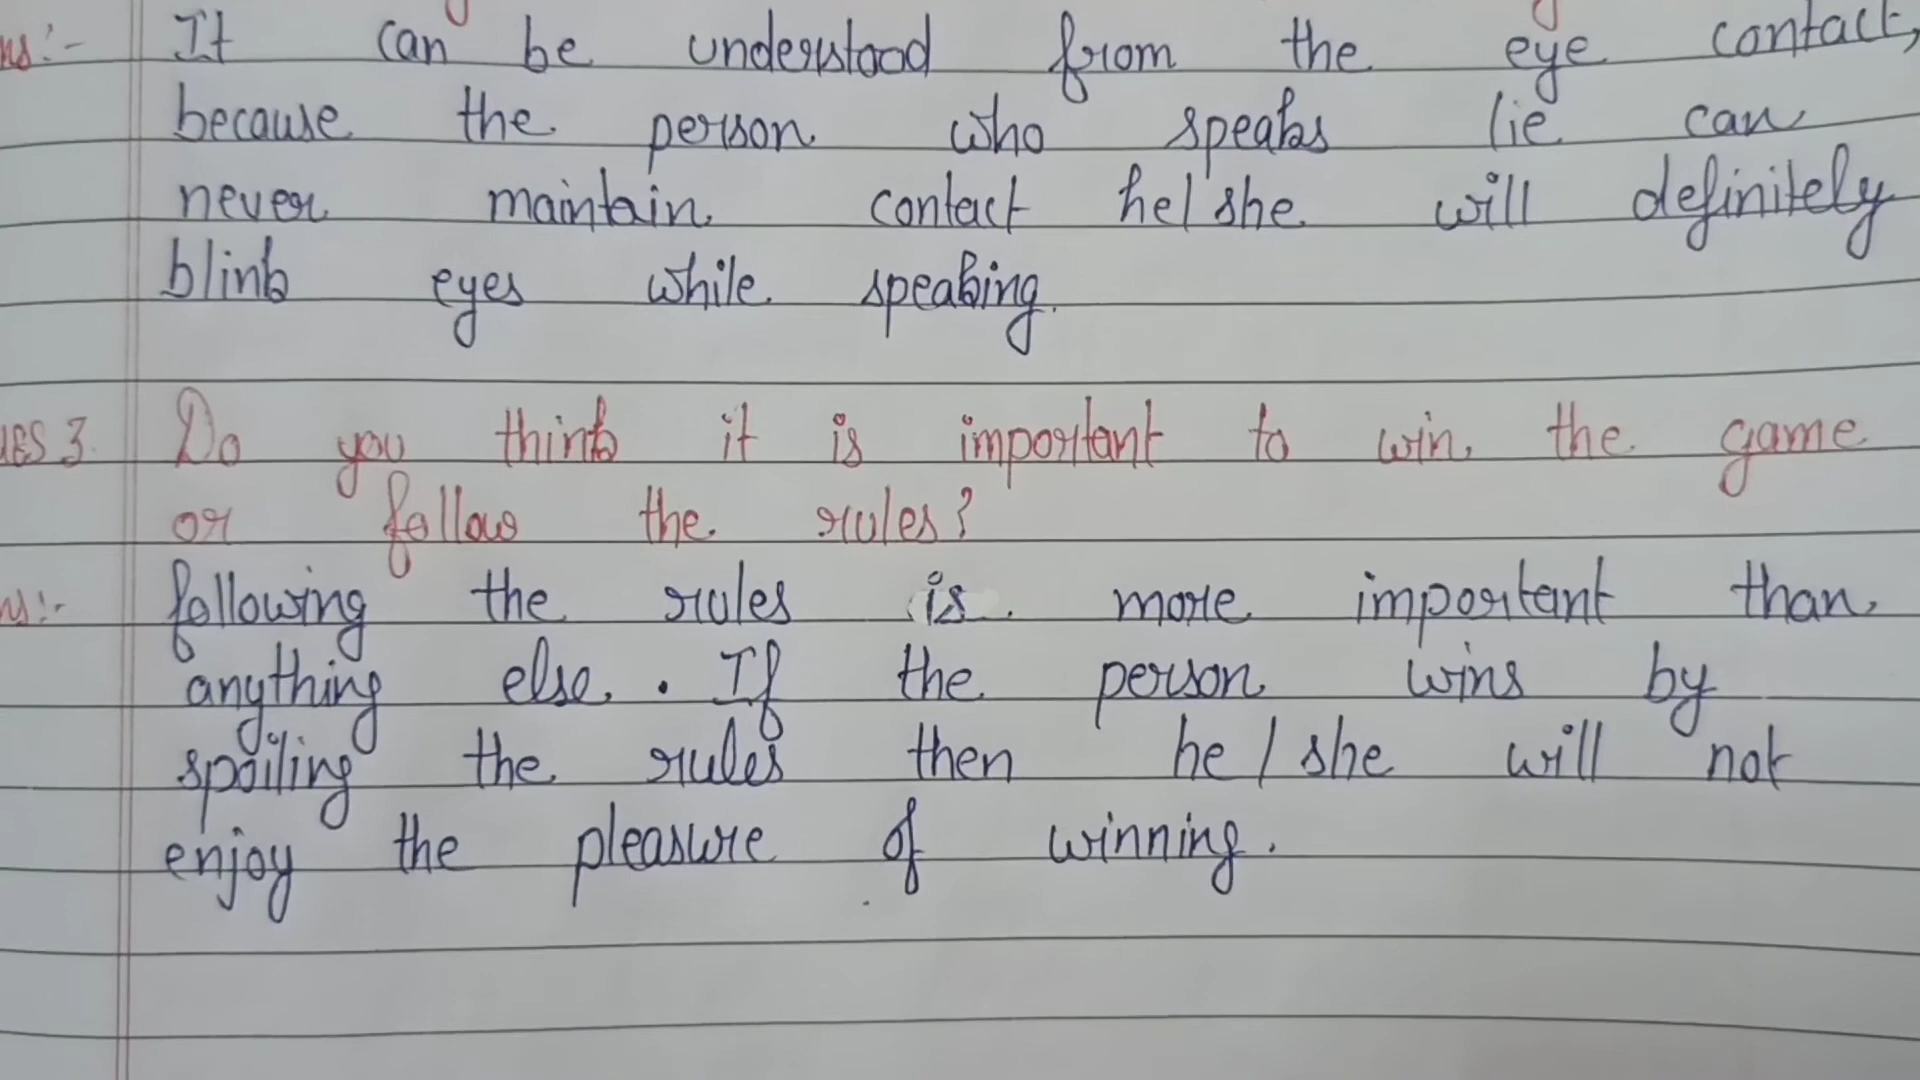 ns:- It can be understood from the eye contact,
because the person who speaks lie can
never maintain contact he/she will definitely
blink eyes while speaking.
ues 3. Do you think it is important to win the game
or follow the rules?
ns:- following the rules is more important than
anything else. If the person wins by
spoiling the rules then he/she will not
enjoy the pleasure of winning.